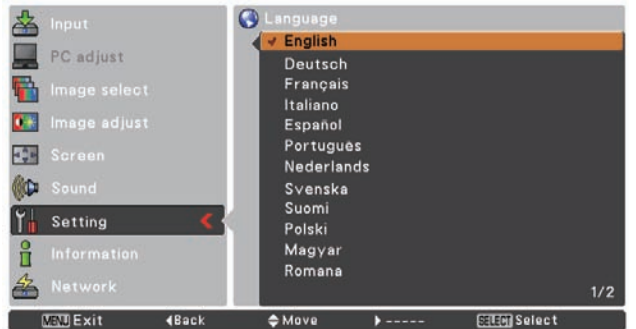 Input
PC adjust
Image select
Image adjust
Screen
Sound
Setting
Information
Network
Language
English
Deutsch
Français
Italiano
Español
Português
Nederlands
Svenska
Suomi
Polski
Magyar
Romana
1/2
MENU Exit ◀Back Move ▶ ----- SELECT Select